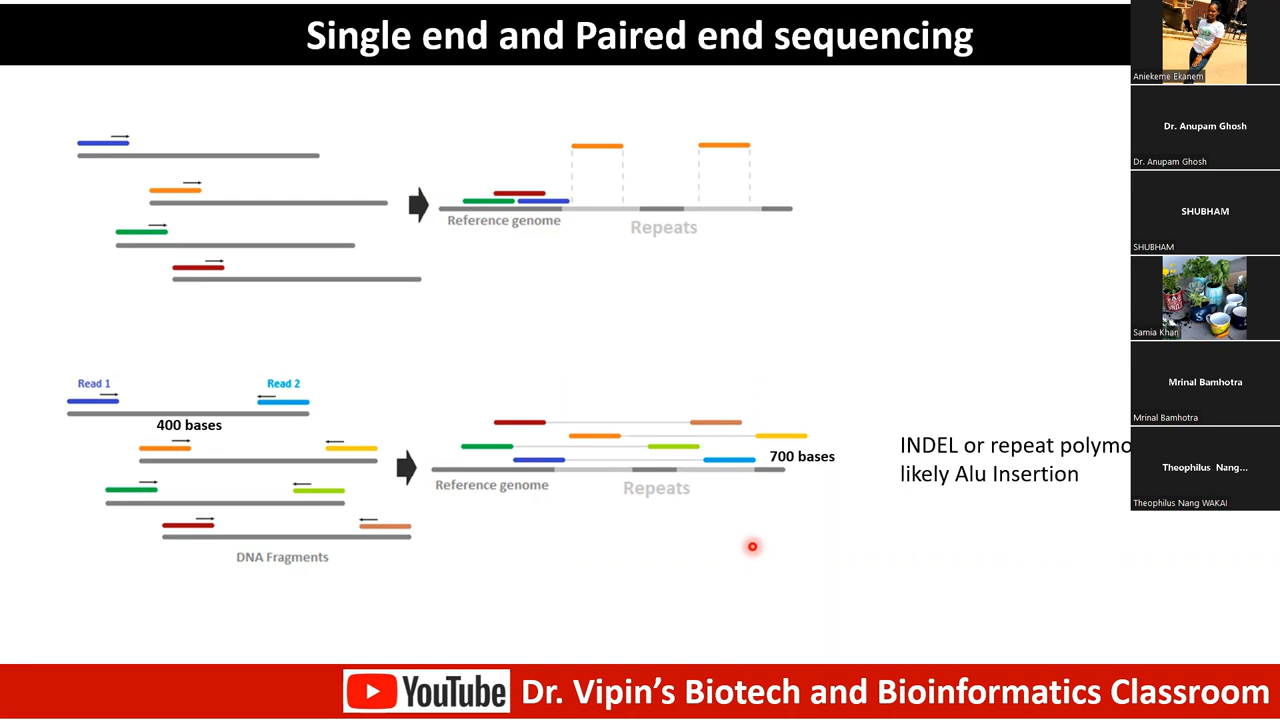 Single end and Paired end sequencing
Reference genome
Repeats
Read 1
Read 2
400 bases
DNA Fragments
700 bases
Reference genome
Repeats
INDEL or repeat polymo
likely Alu Insertion
Aniekeme Ekanem
Dr. Anupam Ghosh
Dr. Anupam Ghosh
SHUBHAM
SHUBHAM
Samia Khan
Mrinal Bamhotra
Mrinal Bamhotra
Theophilus Nang...
Theophilus Nang WAKAI
YouTube Dr. Vipin's Biotech and Bioinformatics Classroom